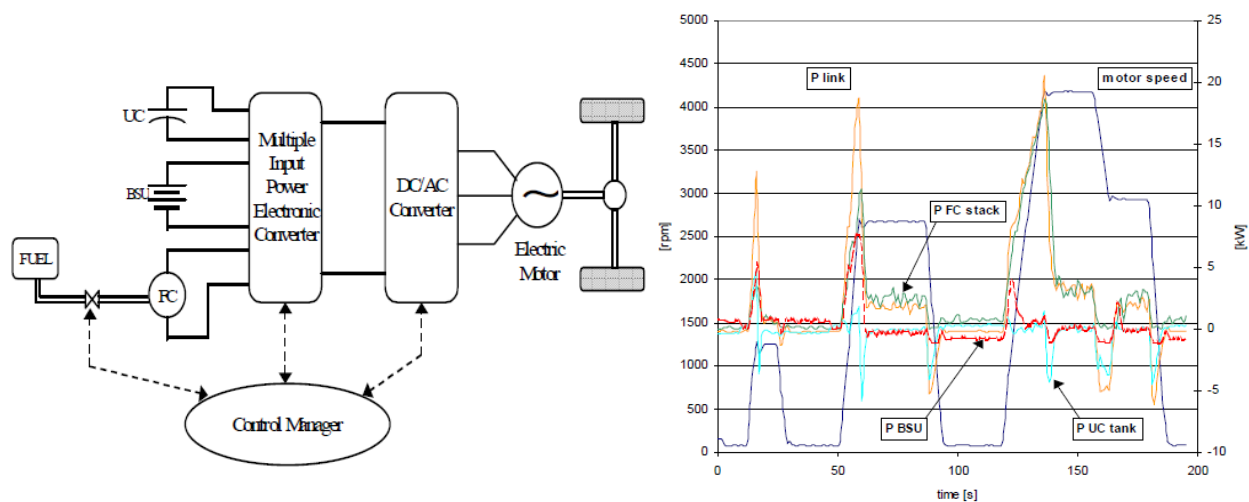 UC
BSU
FUEL
FC
Multiple
Input
Power
Electronic
Converter
DC/AC
Converter
Electric
Motor
Control Manager
5000
4500
4000
3500
3000
2500
2000
1500
1000
500
0
[rpm]
P link
motor speed
P FC stack
P BSU
P UC tank
25
20
15
10
5
0
-5
-10
[kW]
0
50
100
150
200
time [s]